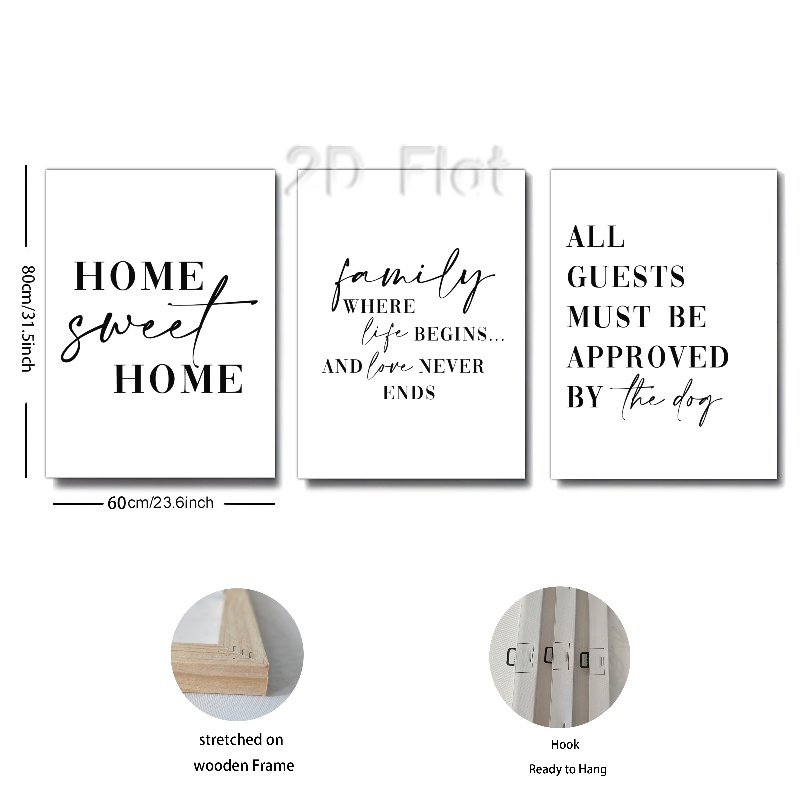 2D Flat
80cm/31.5inch
HOME
sweet
HOME
family
WHERE
life BEGINS...
AND love NEVER
ENDS
ALL
GUESTS
MUST BE
APPROVED
BY the dog
60cm/23.6inch
stretched on
wooden Frame
Hook
Ready to Hang